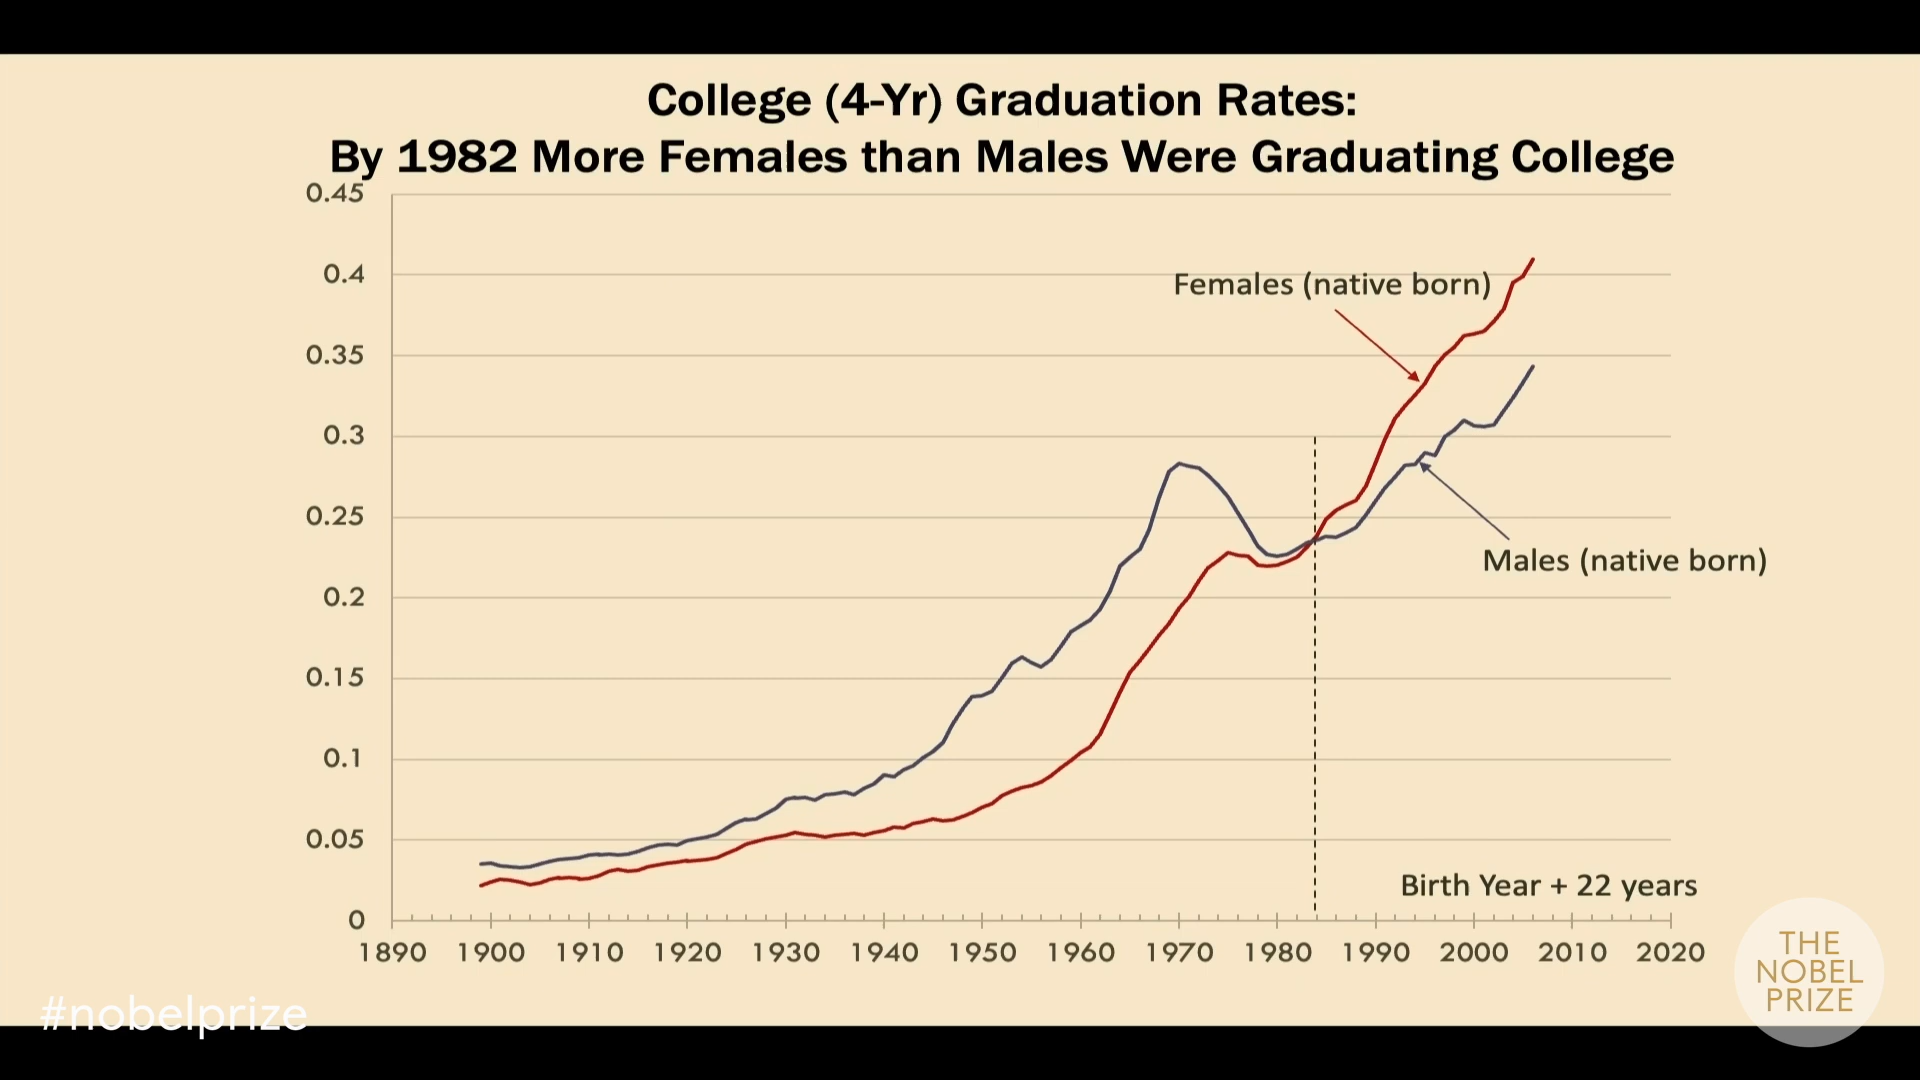 College (4-Yr) Graduation Rates:
By 1982 More Females than Males Were Graduating College
0.45
0.4
Females (native born)
0.35
0.3
0.25
Males (native born)
0.2
0.15
0.1
0.05
Birth Year + 22 years
0
1890 1900 1910 1920 1930 1940 1950 1960 1970 1980 1990 2000 2010 2020
THE
NOBEL
PRIZE
#nobelprize